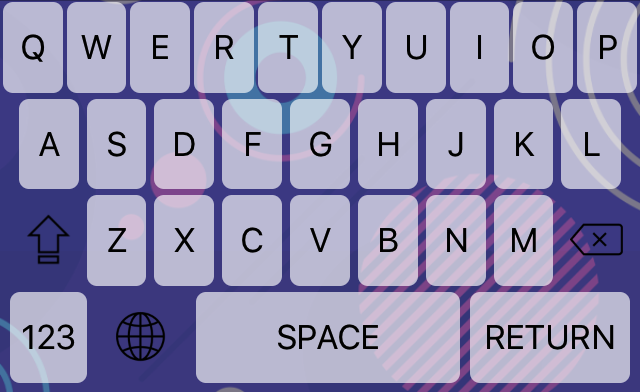 Q W E R T Y U I O P
A S D F G H J K L
Z X C V B N M
123 SPACE RETURN